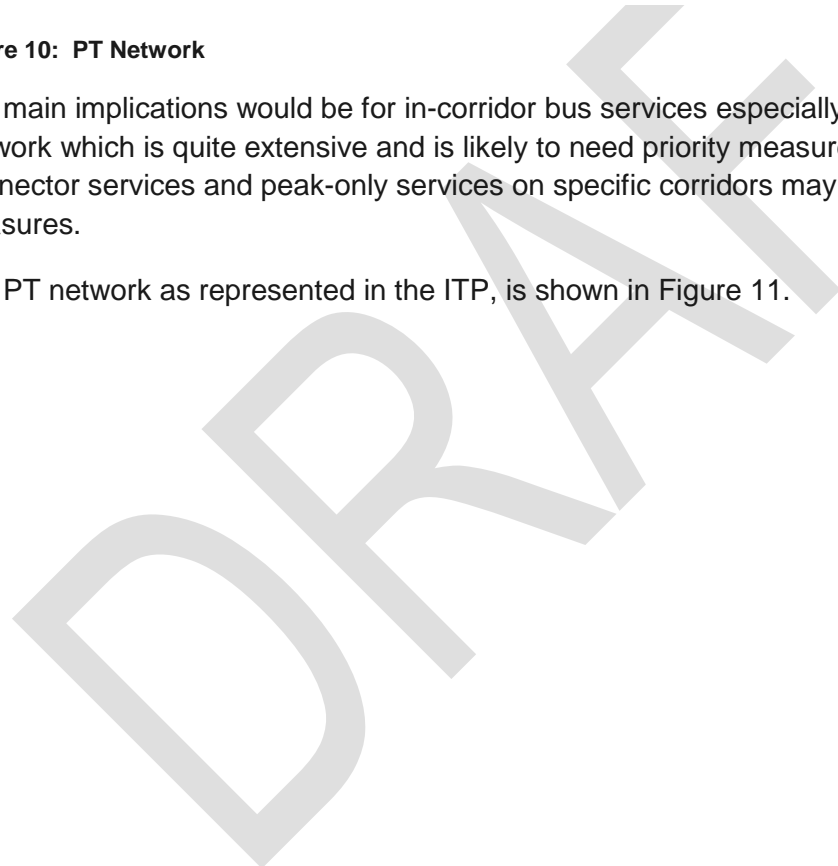 re 10: PT Network
main implications would be for in-corridor bus services especially
work which is quite extensive and is likely to need priority measure
nector services and peak-only services on specific corridors may
sures.
PT network as represented in the ITP, is shown in Figure 11.
DRAF